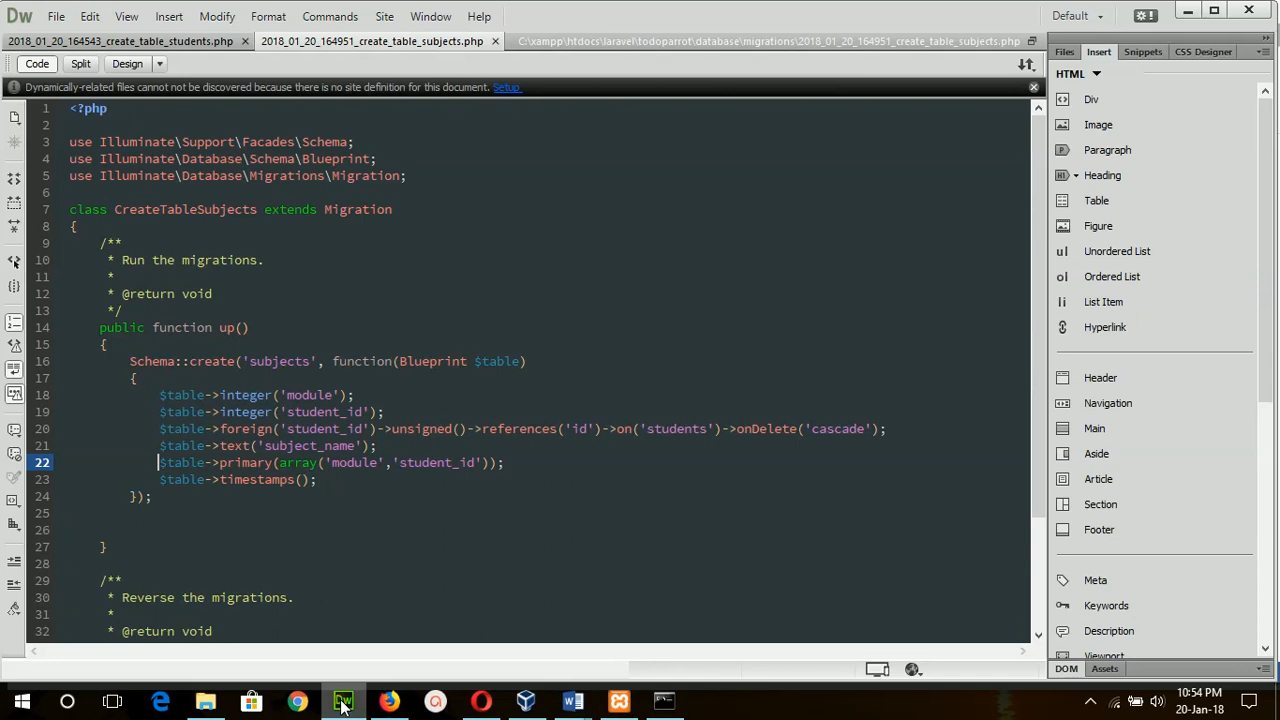 Dw File Edit View Insert Modify Format Commands Site Window Help Default
2018_01_20_164543_create_table_students.php 2018_01_20_164951_create_table_subjects.php C:\xampp\htdocs\laravel\todoparrot\database\migrations\2018_01_20_164951_create_table_subjects.php
Code Split Design
Dynamically-related files cannot not be discovered because there is no site definition for this document. Setup
1 <?php
2
3 use Illuminate\Support\Facades\Schema;
4 use Illuminate\Database\Schema\Blueprint;
5 use Illuminate\Database\Migrations\Migration;
6
7 class CreateTableSubjects extends Migration
8 {
9 /**
10 * Run the migrations.
11 *
12 * @return void
13 */
14 public function up()
15 {
16 Schema::create('subjects', function(Blueprint $table)
17 {
18 $table->integer('module');
19 $table->integer('student_id');
20 $table->foreign('student_id')->unsigned()->references('id')->on('students')->onDelete('cascade');
21 $table->text('subject_name');
22 $table->primary(array('module','student_id'));
23 $table->timestamps();
24 });
25
26
27 }
28
29 /**
30 * Reverse the migrations.
31 *
32 * @return void
Files Insert Snippets CSS Designer
HTML
Div
Image
Paragraph
H1 Heading
Table
Figure
ul Unordered List
ol Ordered List
li List Item
Hyperlink
Header
Navigation
Main
Aside
Article
Section
Footer
Meta
Keywords
Description
Viewport
DOM Assets
Dw
10:54 PM
20-Jan-18